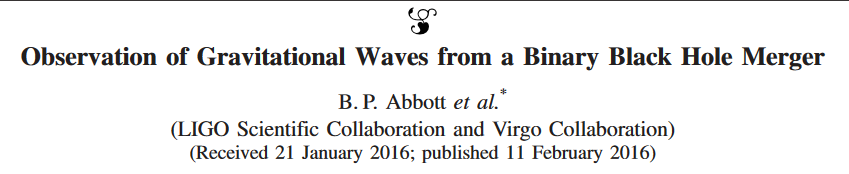 Observation of Gravitational Waves from a Binary Black Hole Merger
B. P. Abbott et al.*
(LIGO Scientific Collaboration and Virgo Collaboration)
(Received 21 January 2016; published 11 February 2016)